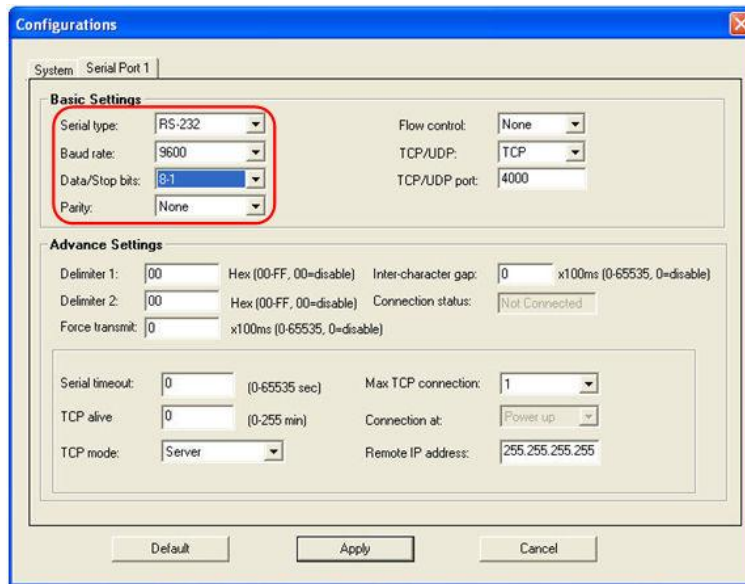 Configurations
System Serial Port 1
Basic Settings
Serial type: RS-232 Flow control: None
Baud rate: 9600 TCP/UDP: TCP
Data/Stop bits: 8-1 TCP/UDP port: 4000
Parity: None
Advance Settings
Delimiter 1: 00 Hex (00-FF, 00=disable) Inter-character gap: 0 x100ms (0-65535, 0=disable)
Delimiter 2: 00 Hex (00-FF, 00=disable) Connection status: Not Connected
Force transmit: 0 x100ms (0-65535, 0=disable)
Serial timeout: 0 (0-65535 sec) Max TCP connection: 1
TCP alive 0 (0-255 min) Connection at: Power up
TCP mode: Server Remote IP address: 255.255.255.255
Default Apply Cancel